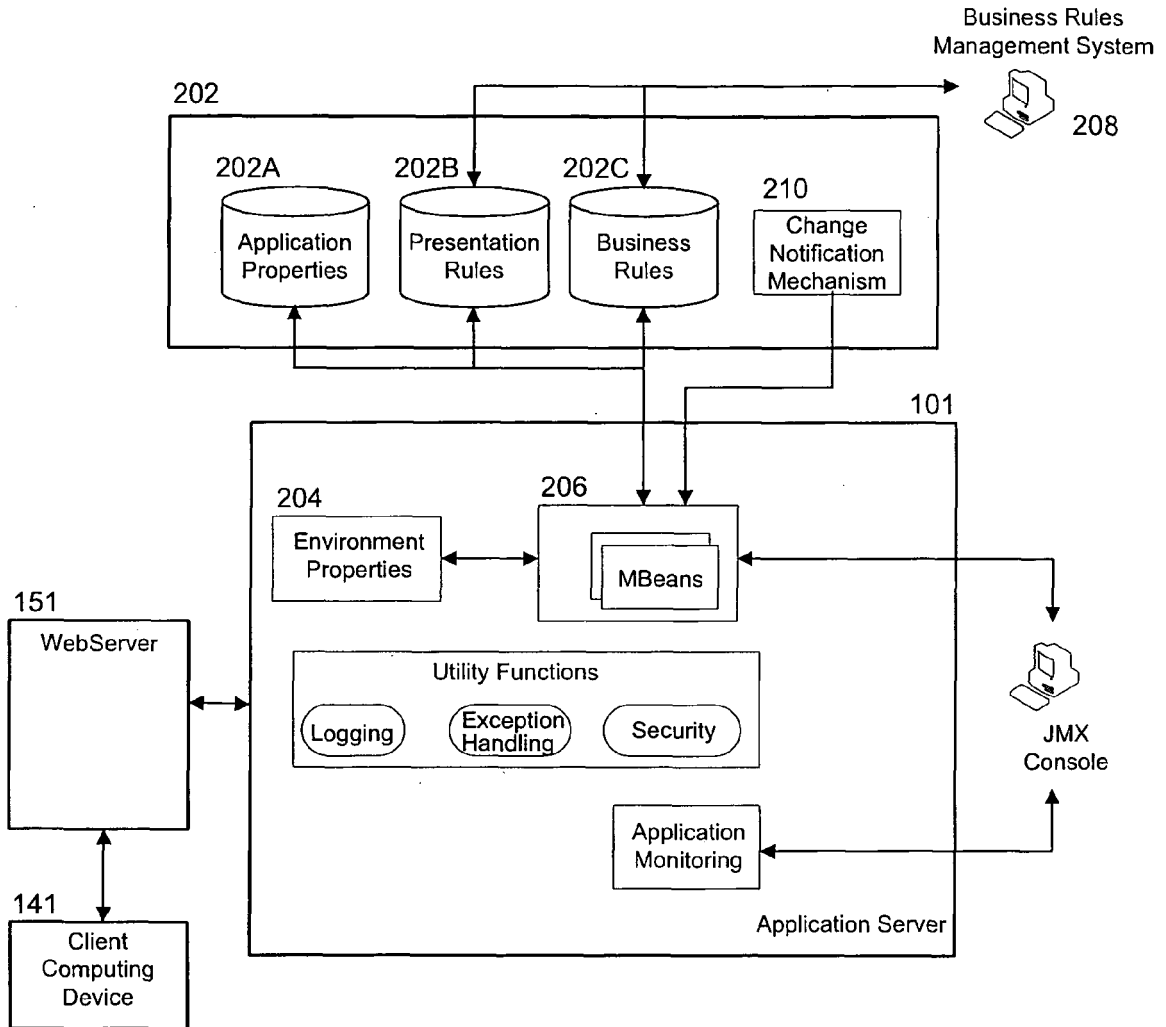 Business Rules
Management System
202
208
202A
202B
202C
210
Application
Properties
Presentation
Rules
Business
Rules
Change
Notification
Mechanism
101
204
206
Environment
Properties
MBeans
151
WebServer
Utility Functions
Logging
Exception
Handling
Security
JMX
Console
Application
Monitoring
141
Client
Computing
Device
Application Server